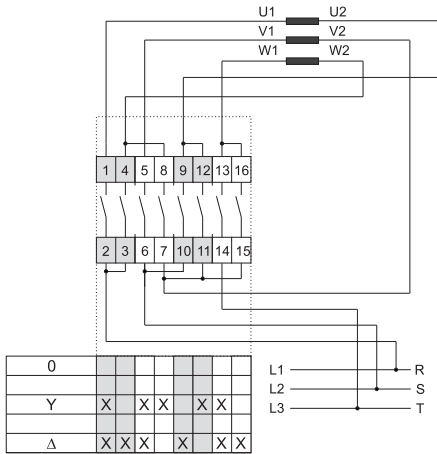 U1 U2
V1 V2
W1 W2
1 4 5 8 9 12 13 16
2 3 6 7 10 11 14 15
0
L1 R
L2 S
Y X X X X X
L3 T
Δ X X X X X X